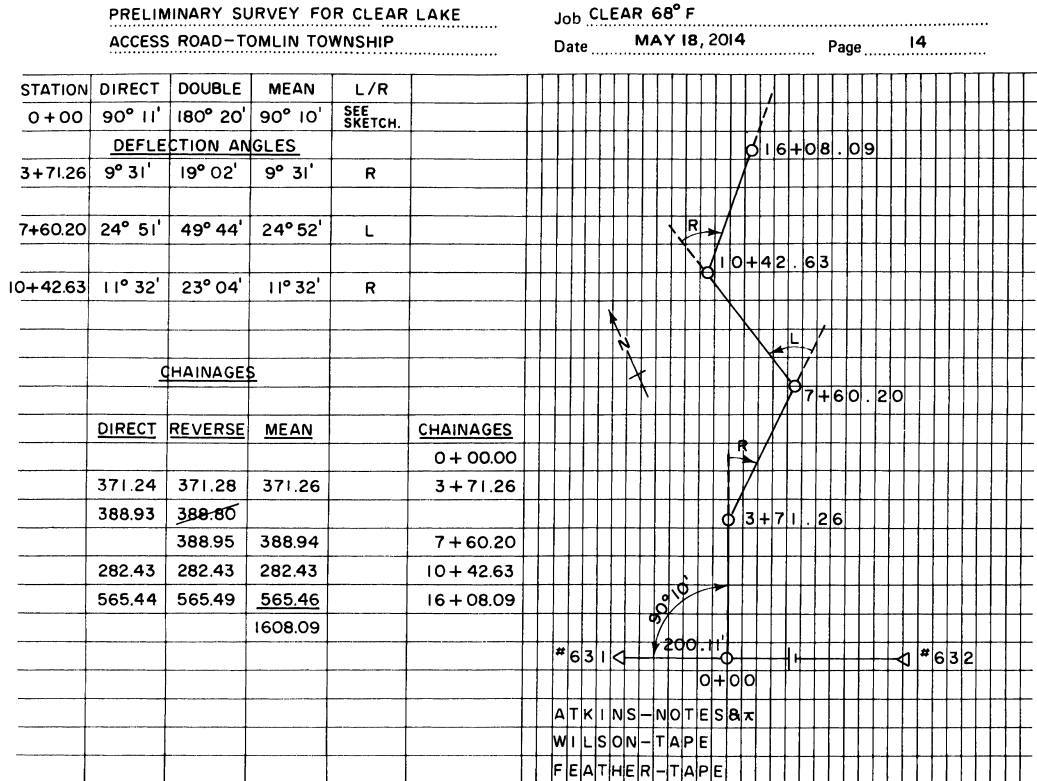 PRELIMINARY SURVEY FOR CLEAR LAKE
ACCESS ROAD-TOMLIN TOWNSHIP
Job CLEAR 68° F
Date MAY 18, 2014 Page 14
STATION DIRECT DOUBLE MEAN L/R
0+00 90° 11' 180° 20' 90° 10' SEE SKETCH.
DEFLECTION ANGLES
3+71.26 9° 31' 19° 02' 9° 31' R
7+60.20 24° 51' 49° 44' 24° 52' L
10+42.63 11° 32' 23° 04' 11° 32' R
CHAINAGES
DIRECT REVERSE MEAN CHAINAGES
0+00.00
371.24 371.28 371.26 3+71.26
388.93 388.80
388.95 388.94 7+60.20
282.43 282.43 282.43 10+42.63
565.44 565.49 565.46 16+08.09
1608.09
16+08.09
R
10+42.63
N
L
7+60.20
R
3+71.26
90°10'
200.11'
#631
#632
0+00
ATKINS-NOTES & π
WILSON-TAPE
FEATHER-TAPE